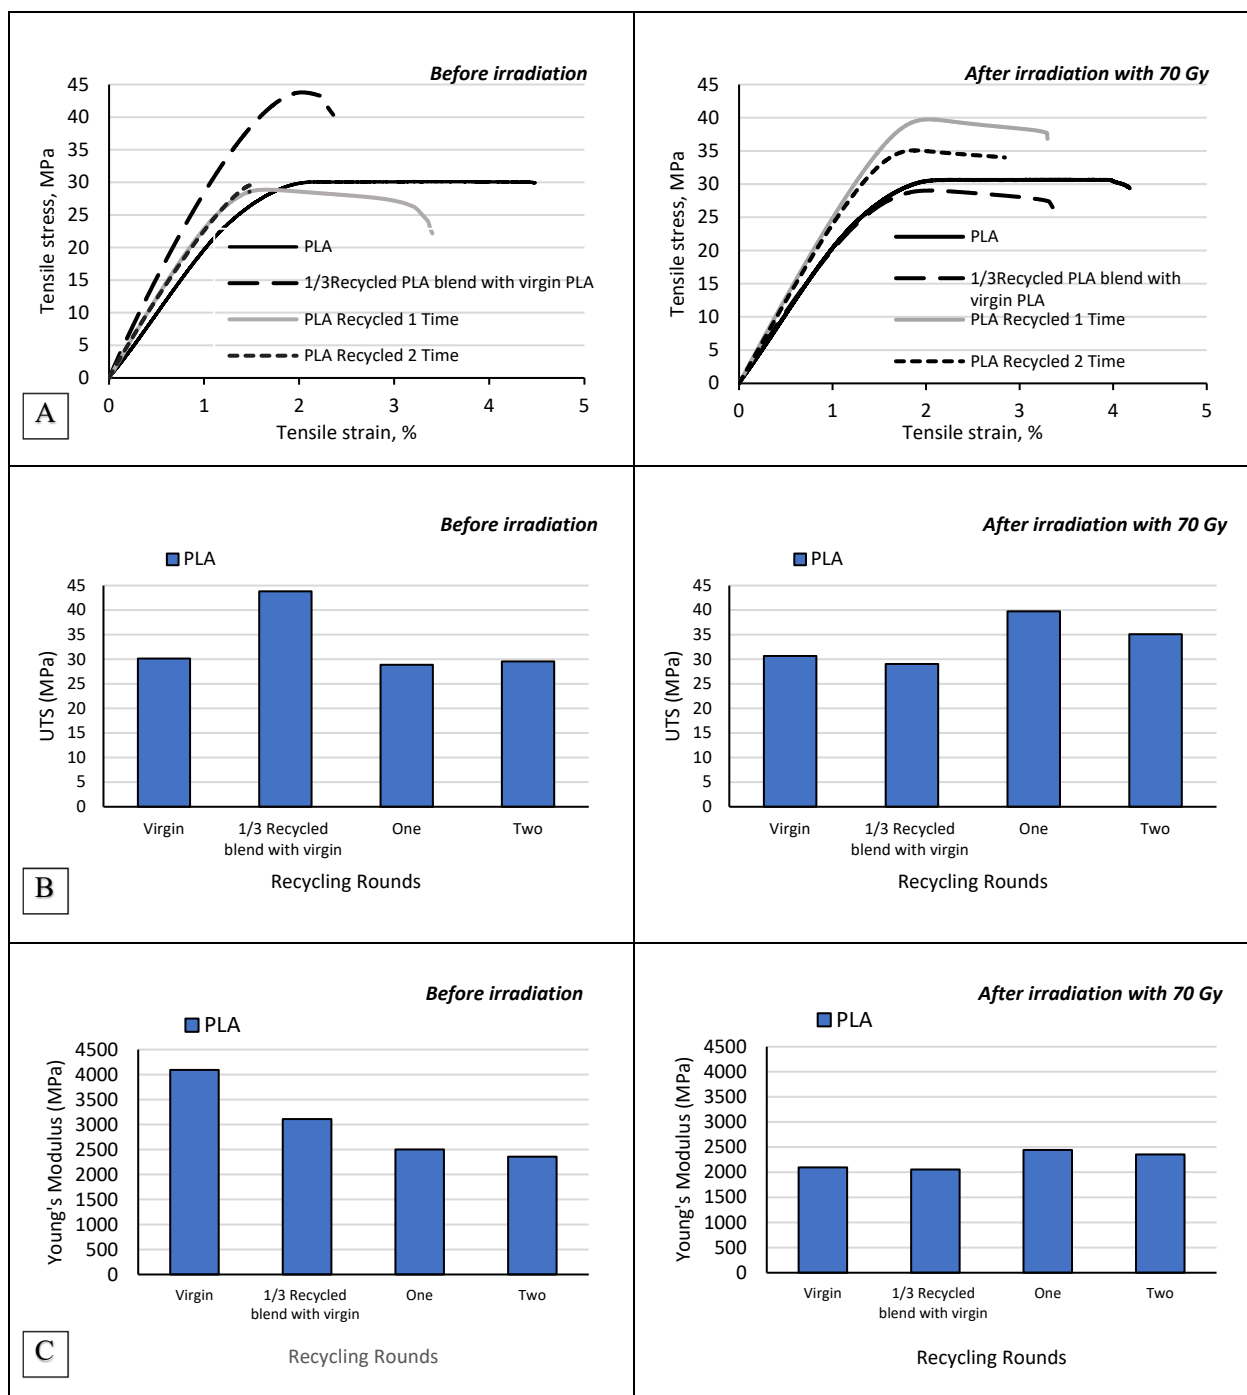 Before irradiation
45
40
35
30
25
20
15
10
5
0
Tensile stress, MPa
PLA
1/3Recycled PLA blend with virgin PLA
PLA Recycled 1 Time
PLA Recycled 2 Time
0 1 2 3 4 5
Tensile strain, %
A
After irradiation with 70 Gy
45
40
35
30
25
20
15
10
5
0
Tensile stress, MPa
PLA
1/3Recycled PLA blend with
virgin PLA
PLA Recycled 1 Time
PLA Recycled 2 Time
0 1 2 3 4 5
Tensile strain, %
Before irradiation
PLA
45
40
35
30
25
20
15
10
5
0
UTS (MPa)
Virgin 1/3 Recycled One Two
blend with virgin
Recycling Rounds
B
After irradiation with 70 Gy
PLA
45
40
35
30
25
20
15
10
5
0
UTS (MPa)
Virgin 1/3 Recycled One Two
blend with virgin
Recycling Rounds
Before irradiation
PLA
4500
4000
3500
3000
2500
2000
1500
1000
500
0
Young's Modulus (MPa)
Virgin 1/3 Recycled One Two
blend with virgin
Recycling Rounds
C
After irradiation with 70 Gy
PLA
4500
4000
3500
3000
2500
2000
1500
1000
500
0
Young's Modulus (MPa)
Virgin 1/3 Recycled One Two
blend with virgin
Recycling Rounds